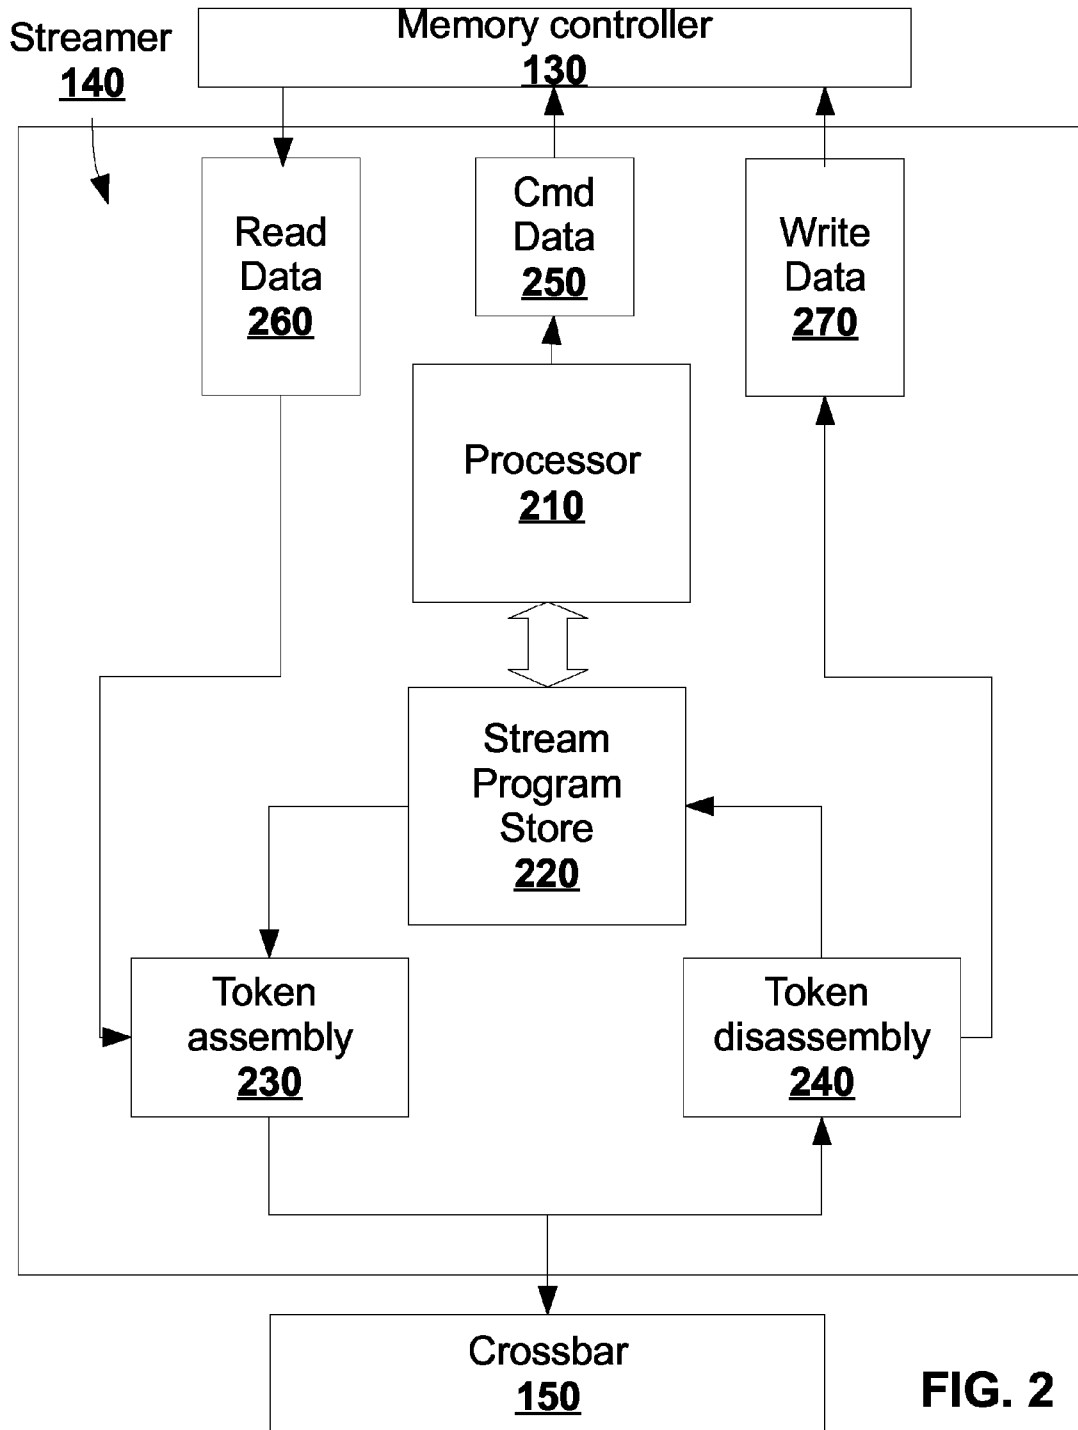 Streamer
140
Memory controller
130
Read
Data
260
Cmd
Data
250
Write
Data
270
Processor
210
Stream
Program
Store
220
Token
assembly
230
Token
disassembly
240
Crossbar
150
FIG. 2